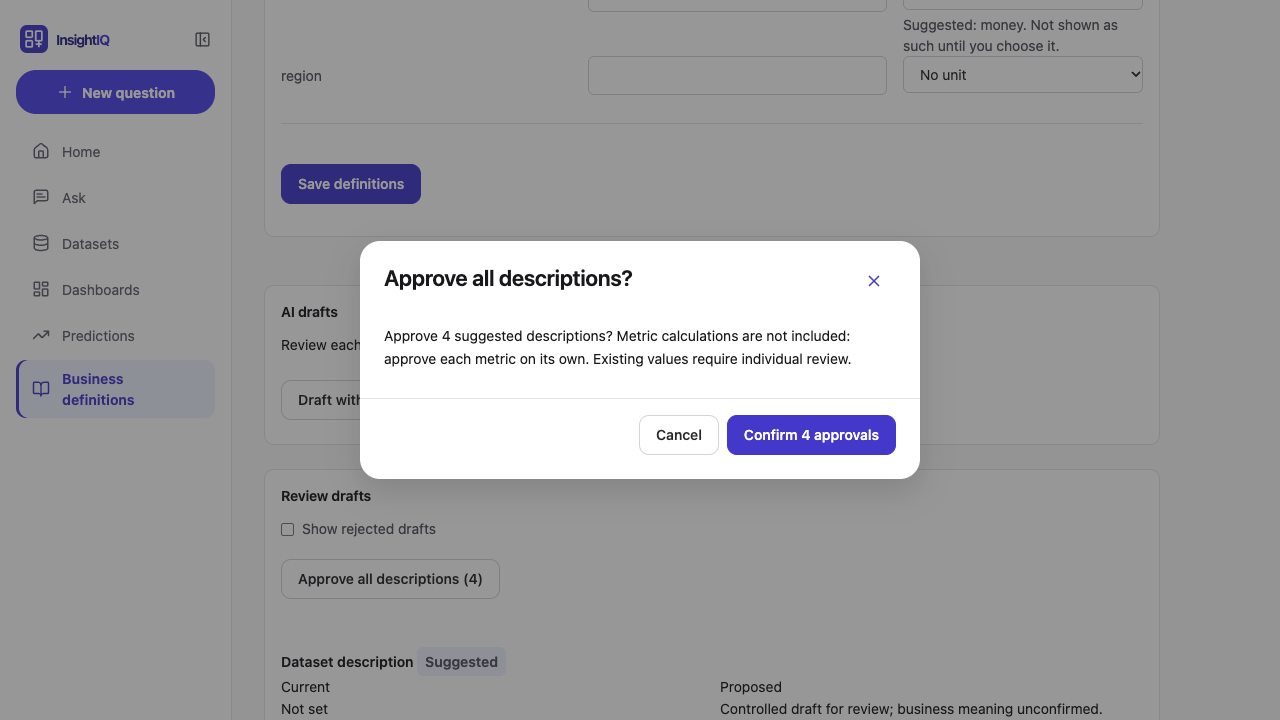 InsightIQ
New question
Home
Ask
Datasets
Dashboards
Predictions
Business
definitions
Suggested: money. Not shown as
such until you choose it.
region
No unit
Save definitions
AI drafts
Review each
Draft with
Approve all descriptions?
Approve 4 suggested descriptions? Metric calculations are not included:
approve each metric on its own. Existing values require individual review.
Cancel
Confirm 4 approvals
Review drafts
Show rejected drafts
Approve all descriptions (4)
Dataset description Suggested
Current
Proposed
Not set
Controlled draft for review; business meaning unconfirmed.